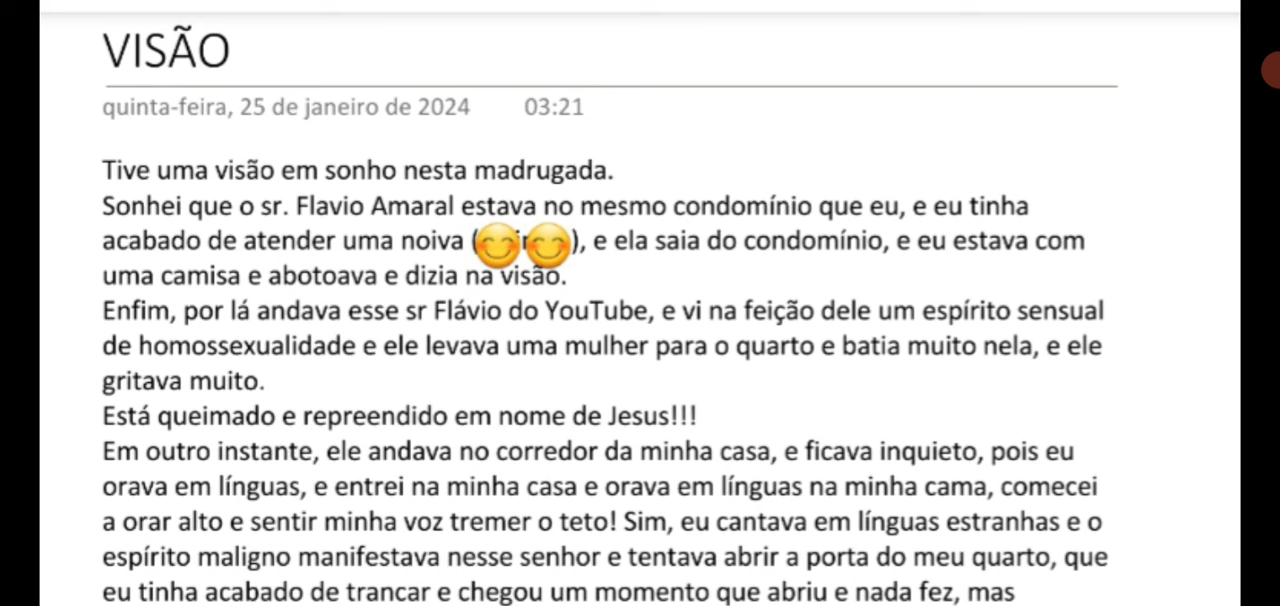 VISÃO
quinta-feira, 25 de janeiro de 2024 03:21
Tive uma visão em sonho nesta madrugada.
Sonhei que o sr. Flavio Amaral estava no mesmo condomínio que eu, e eu tinha
acabado de atender uma noiva (😊😊), e ela saia do condomínio, e eu estava com
uma camisa e abotoava e dizia na visão.
Enfim, por lá andava esse sr Flávio do YouTube, e vi na feição dele um espírito sensual
de homossexualidade e ele levava uma mulher para o quarto e batia muito nela, e ele
gritava muito.
Está queimado e repreendido em nome de Jesus!!!
Em outro instante, ele andava no corredor da minha casa, e ficava inquieto, pois eu
orava em línguas, e entrei na minha casa e orava em línguas na minha cama, comecei
a orar alto e sentir minha voz tremer o teto! Sim, eu cantava em línguas estranhas e o
espírito maligno manifestava nesse senhor e tentava abrir a porta do meu quarto, que
eu tinha acabado de trancar e chegou um momento que abriu e nada fez, mas